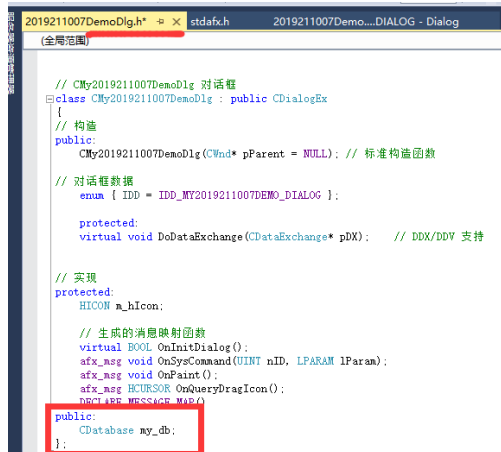 2019211007DemoDlg.h* stdafx.h 2019211007Demo....DIALOG - Dialog
(全局范围)
// CMy2019211007DemoDlg 对话框
class CMy2019211007DemoDlg : public CDialogEx
{
// 构造
public:
CMy2019211007DemoDlg(CWnd* pParent = NULL); // 标准构造函数
// 对话框数据
enum { IDD = IDD_MY2019211007DEMO_DIALOG };
protected:
virtual void DoDataExchange(CDataExchange* pDX); // DDX/DDV 支持
// 实现
protected:
HICON m_hIcon;
// 生成的消息映射函数
virtual BOOL OnInitDialog();
afx_msg void OnSysCommand(UINT nID, LPARAM lParam);
afx_msg void OnPaint();
afx_msg HCURSOR OnQueryDragIcon();
DECLARE_MESSAGE_MAP()
public:
CDatabase my_db;
};